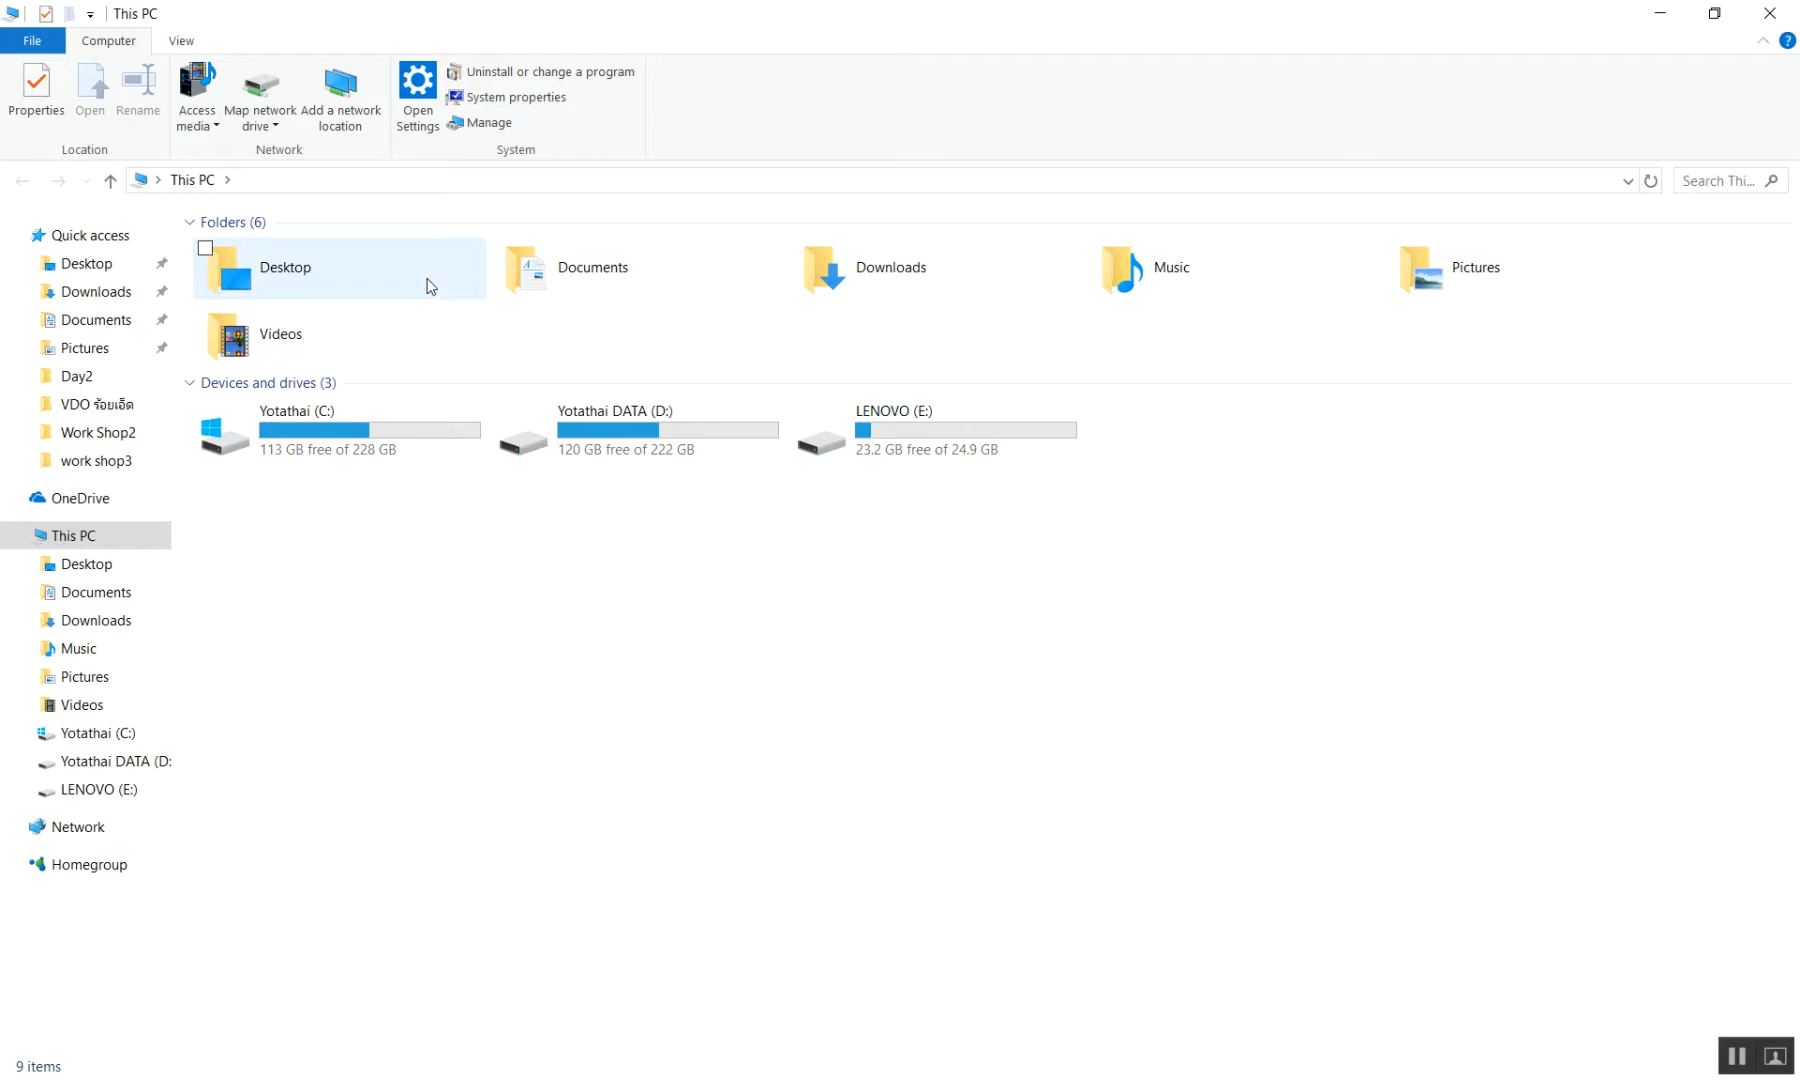 This PC
File
Computer
View
Properties
Open
Rename
Access media
Map network drive
Add a network location
Open Settings
Uninstall or change a program
System properties
Manage
Location
Network
System
This PC
Search Thi...
Folders (6)
Desktop
Documents
Downloads
Music
Pictures
Videos
Devices and drives (3)
Yotathai (C:)
113 GB free of 228 GB
Yotathai DATA (D:)
120 GB free of 222 GB
LENOVO (E:)
23.2 GB free of 24.9 GB
Quick access
Desktop
Downloads
Documents
Pictures
Day2
VDO ร้อยเอ็ด
Work Shop2
work shop3
OneDrive
This PC
Desktop
Documents
Downloads
Music
Pictures
Videos
Yotathai (C:)
Yotathai DATA (D:
LENOVO (E:)
Network
Homegroup
9 items